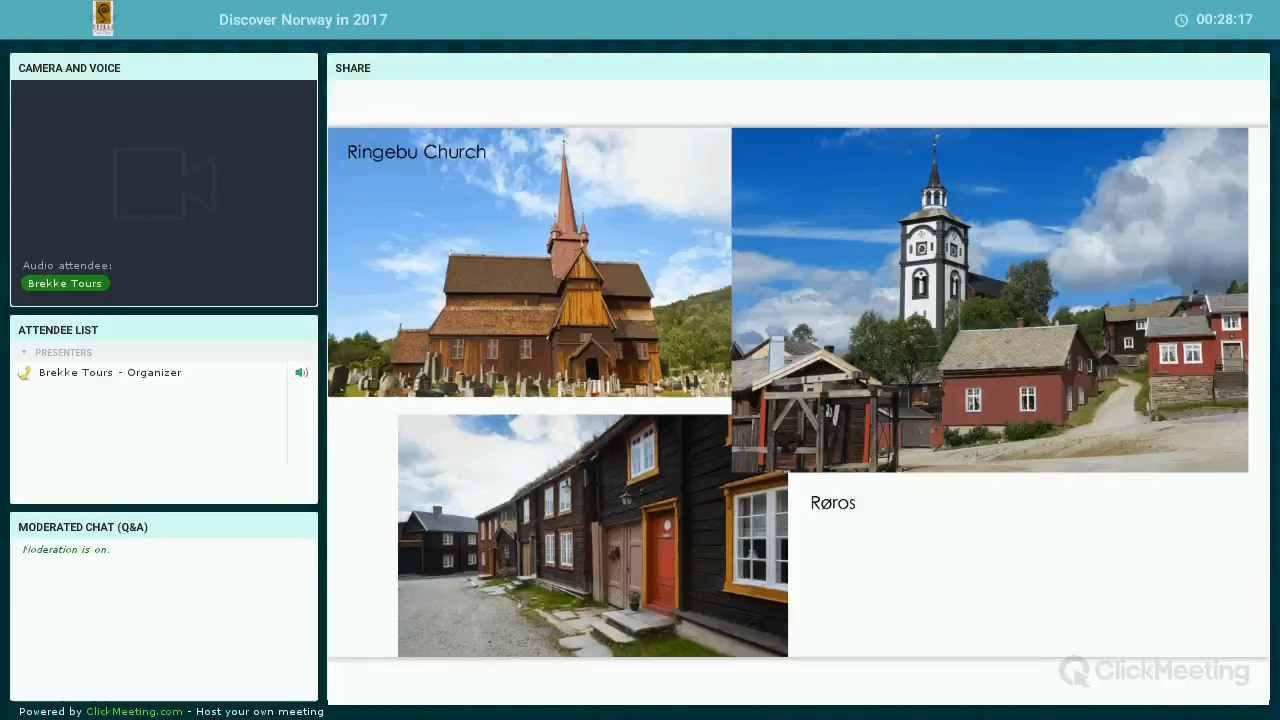 Discover Norway in 2017
00:28:17
CAMERA AND VOICE
SHARE
Audio attendee:
Brekke Tours
ATTENDEE LIST
PRESENTERS
Brekke Tours - Organizer
MODERATED CHAT (Q&A)
Moderation is on.
Ringebu Church
Røros
ClickMeeting
Powered by ClickMeeting.com - Host your own meeting